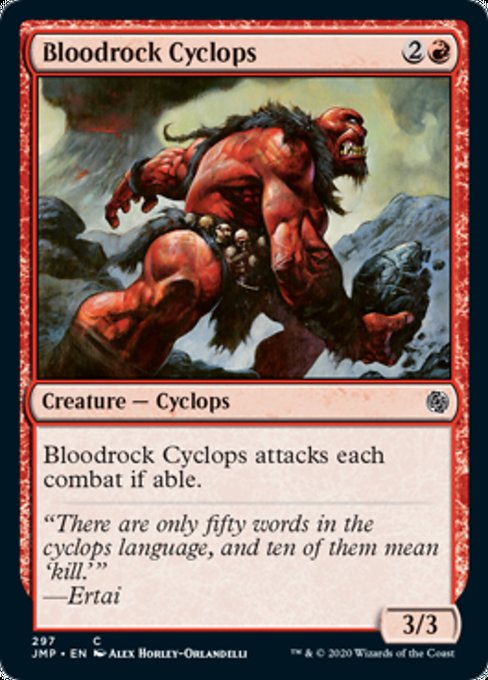 Bloodrock Cyclops 2
Creature — Cyclops
Bloodrock Cyclops attacks each
combat if able.
“There are only fifty words in the
cyclops language, and ten of them mean
‘kill.’”
—Ertai
3/3
297 C
JMP • EN Alex Horley-Orlandelli
™ & © 2020 Wizards of the Coast